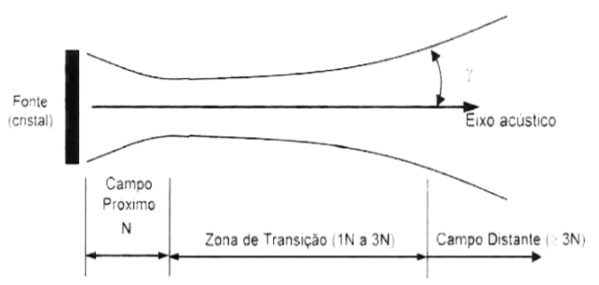 Fonte
(cristal)
γ
Eixo acústico
Campo
Proximo
N
Zona de Transição (1N a 3N)
Campo Distante (≥ 3N)